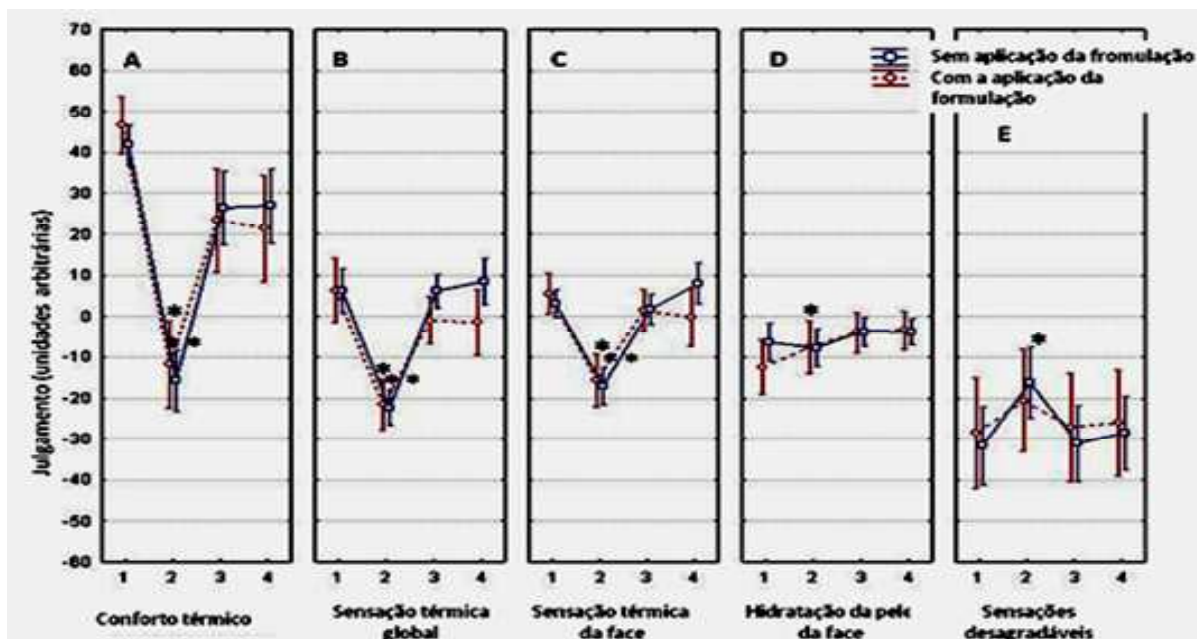 70
60
50
40
30
20
10
0
-10
-20
-30
-40
-50
-60
Julgamento (unidades arbitrárias)
A
B
C
D
E
Sem aplicação da fromulação
Com a aplicação da
formulação
*
* *
*
* *
*
* *
*
*
1 2 3 4
1 2 3 4
1 2 3 4
1 2 3 4
1 2 3 4
Conforto térmico
Sensação térmica
global
Sensação térmica
da face
Hidratação da pele
da face
Sensações
desagradáveis